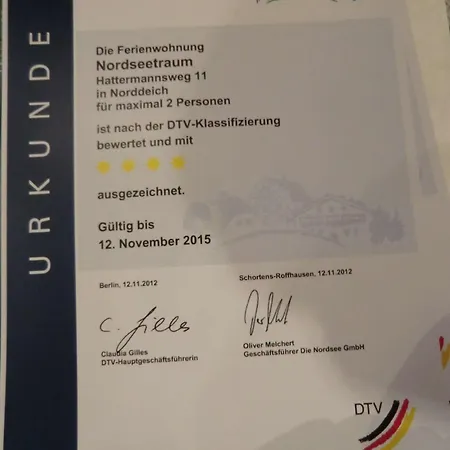 URKUNDE
Die Ferienwohnung
Nordseetraum
Hattermannsweg 11
in Norddeich
für maximal 2 Personen
ist nach der DTV-Klassifizierung
bewertet und mit
ausgezeichnet.
Gültig bis
12. November 2015
Berlin, 12.11.2012
C. Gilles
Claudia Gilles
DTV-Hauptgeschäftsführerin
Schortens-Roffhausen, 12.11.2012
Oliver Melchert
Geschäftsführer Die Nordsee GmbH
DTV